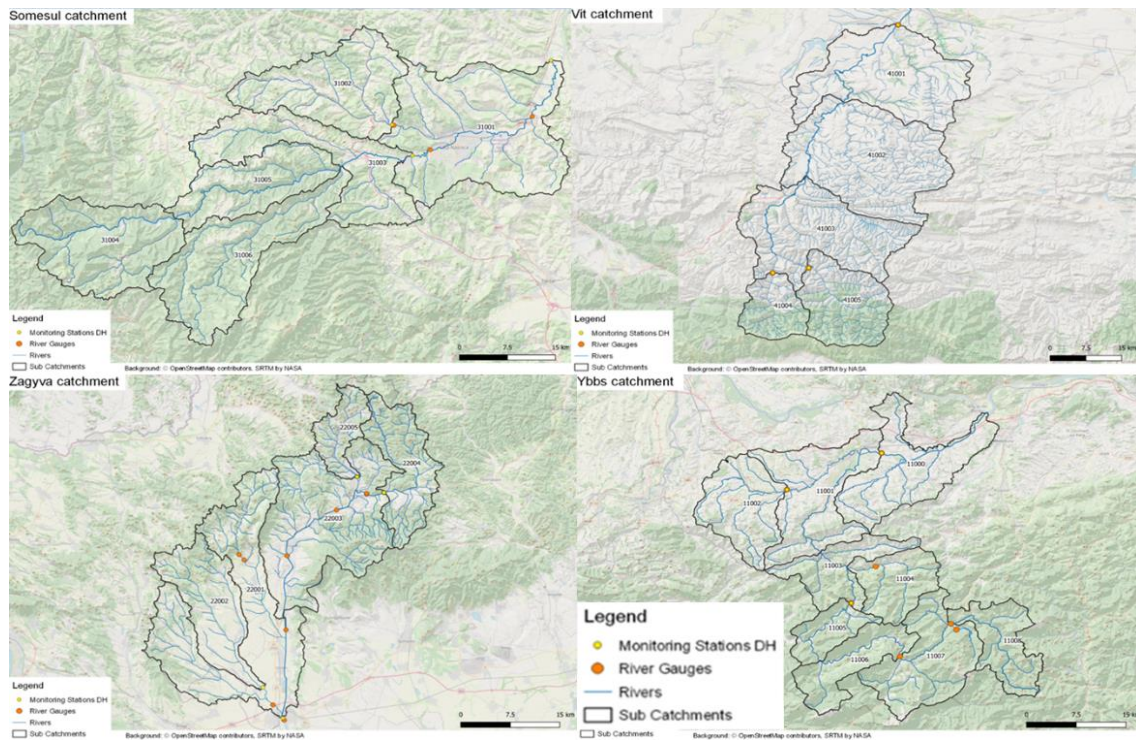 Somesul catchment
31002
31001
31003
31005
31004
31006
Legend
Monitoring Stations DH
River Gauges
Rivers
Sub Catchments
0 7.5 15 km
Background: © OpenStreetMap contributors, SRTM by NASA
Vit catchment
41001
41002
41003
41004
41005
Legend
Monitoring Stations DH
River Gauges
Rivers
Sub Catchments
0 7.5 15 km
Background: © OpenStreetMap contributors, SRTM by NASA
Zagyva catchment
22005
22004
22003
22001
22002
Legend
Monitoring Stations DH
River Gauges
Rivers
Sub Catchments
0 7.5 15 km
Background: © OpenStreetMap contributors, SRTM by NASA
Ybbs catchment
11000
11001
11002
11003
11004
11005
11006
11007
11008
Legend
Monitoring Stations DH
River Gauges
Rivers
Sub Catchments
0 7.5 15 km
Background: © OpenStreetMap contributors, SRTM by NASA